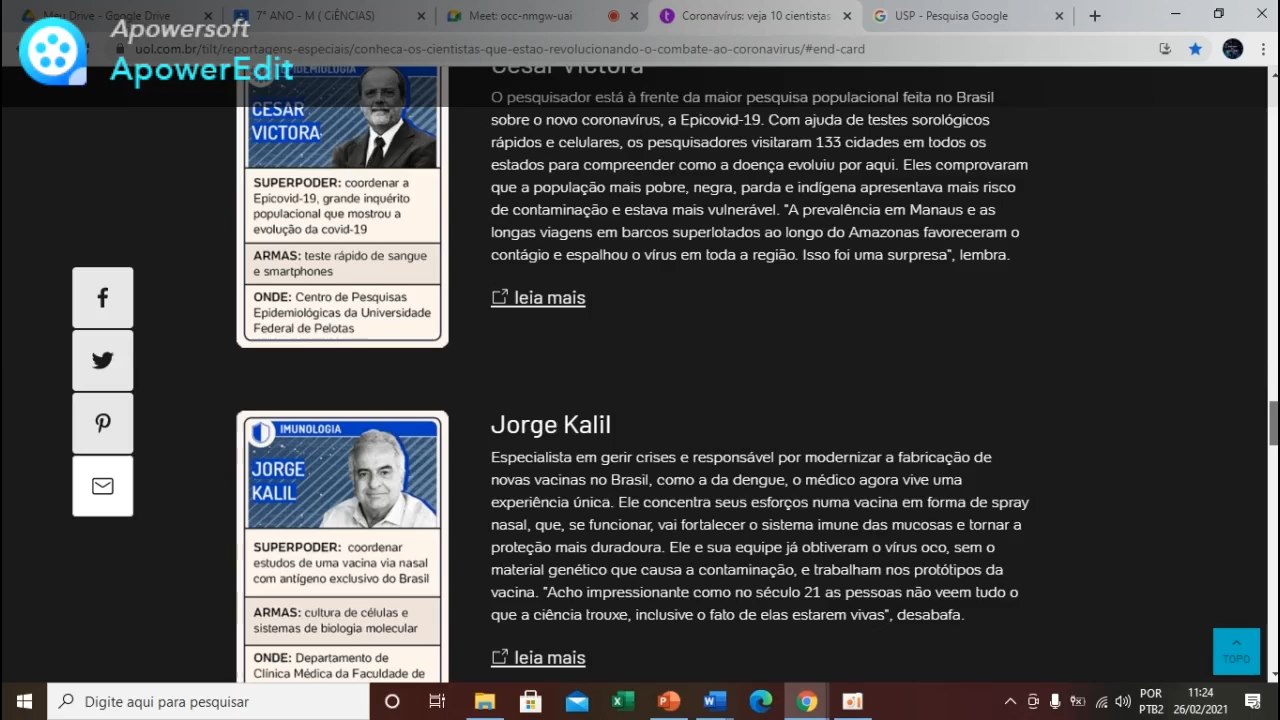 Meu Drive - Google Drive
7° ANO - M ( CIÊNCIAS)
Meet: occ-nmgw-uai
Coronavírus: veja 10 cientistas
USP - Pesquisa Google
Apowersoft
ApowerEdit
uol.com.br/tilt/reportagens-especiais/conheca-os-cientistas-que-estao-revolucionando-o-combate-ao-coronavirus/#end-card
EPIDEMIOLOGIA
CESAR
VICTORA
SUPERPODER: coordenar a
Epicovid-19, grande inquérito
populacional que mostrou a
evolução da covid-19
ARMAS: teste rápido de sangue
e smartphones
ONDE: Centro de Pesquisas
Epidemiológicas da Universidade
Federal de Pelotas
Cesar Victora
O pesquisador está à frente da maior pesquisa populacional feita no Brasil
sobre o novo coronavírus, a Epicovid-19. Com ajuda de testes sorológicos
rápidos e celulares, os pesquisadores visitaram 133 cidades em todos os
estados para compreender como a doença evoluiu por aqui. Eles comprovaram
que a população mais pobre, negra, parda e indígena apresentava mais risco
de contaminação e estava mais vulnerável. "A prevalência em Manaus e as
longas viagens em barcos superlotados ao longo do Amazonas favoreceram o
contágio e espalhou o vírus em toda a região. Isso foi uma surpresa", lembra.
leia mais
IMUNOLOGIA
JORGE
KALIL
SUPERPODER: coordenar
estudos de uma vacina via nasal
com antígeno exclusivo do Brasil
ARMAS: cultura de células e
sistemas de biologia molecular
ONDE: Departamento de
Clínica Médica da Faculdade de
Jorge Kalil
Especialista em gerir crises e responsável por modernizar a fabricação de
novas vacinas no Brasil, como a da dengue, o médico agora vive uma
experiência única. Ele concentra seus esforços numa vacina em forma de spray
nasal, que, se funcionar, vai fortalecer o sistema imune das mucosas e tornar a
proteção mais duradoura. Ele e sua equipe já obtiveram o vírus oco, sem o
material genético que causa a contaminação, e trabalham nos protótipos da
vacina. "Acho impressionante como no século 21 as pessoas não veem tudo o
que a ciência trouxe, inclusive o fato de elas estarem vivas", desabafa.
leia mais
TOPO
Digite aqui para pesquisar
POR
PTB2
11:24
26/02/2021